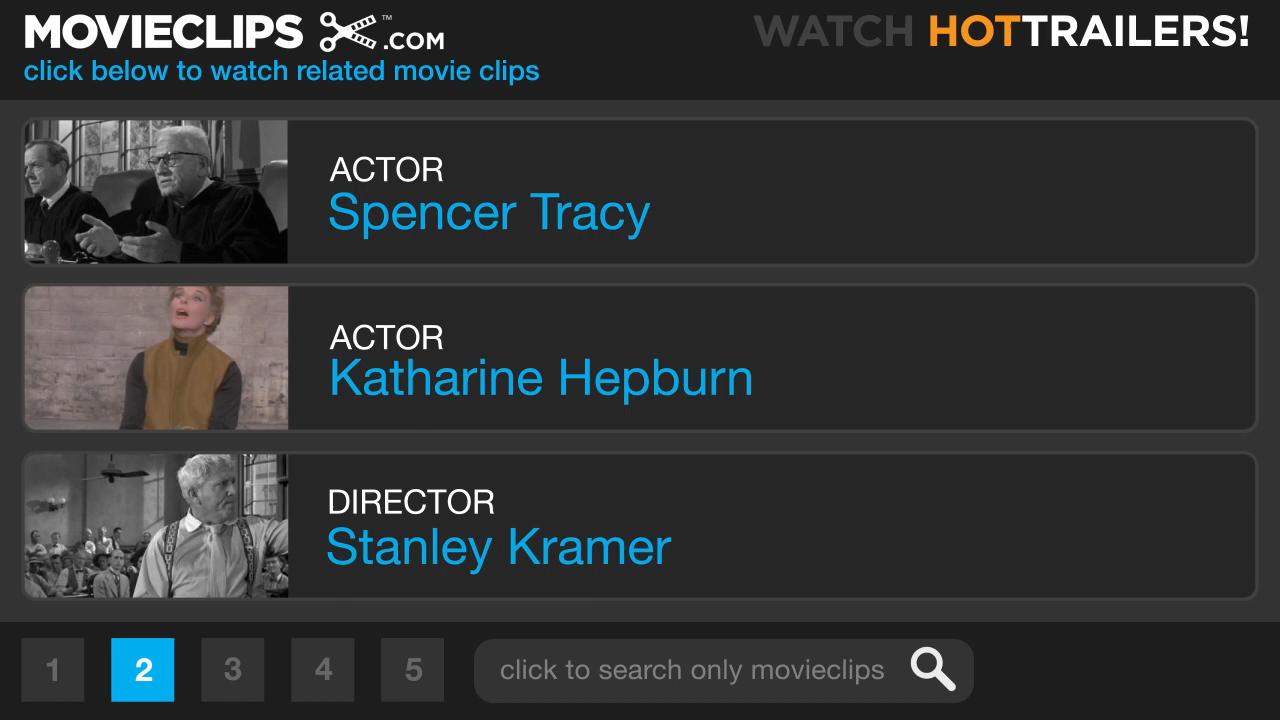 MOVIECLIPS ™ .COM
WATCH HOTTRAILERS!
click below to watch related movie clips
ACTOR
Spencer Tracy
ACTOR
Katharine Hepburn
DIRECTOR
Stanley Kramer
1 2 3 4 5 click to search only movieclips